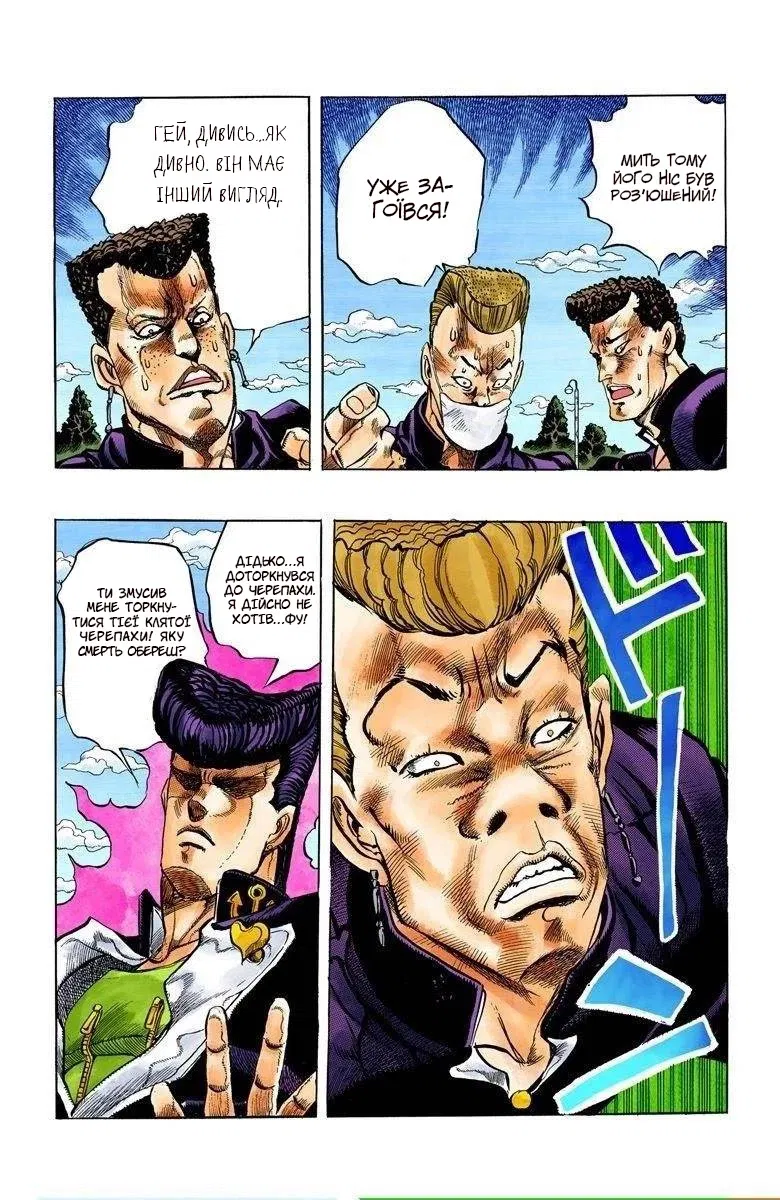 МИТЬ ТОМУ
ЙОГО НІС БУВ
РОЗ'ЮШЕНИЙ!
УЖЕ ЗА-
ГОЇВСЯ!
ГЕЙ, ДИВИСЬ...ЯК
ДИВНО. ВІН МАЄ
ІНШИЙ ВИГЛЯД.
ドーン
ДІДЬКО...Я
ДОТОРКНУВСЯ
ДО ЧЕРЕПАХИ.
Я ДІЙСНО НЕ
ХОТІВ...ФУ!
ТИ ЗМУСИВ
МЕНЕ ТОРКНУ-
ТИСЯ ТІЄЇ КЛЯТОЇ
ЧЕРЕПАХИ! ЯКУ
СМЕРТЬ ОБЕРЕШ?